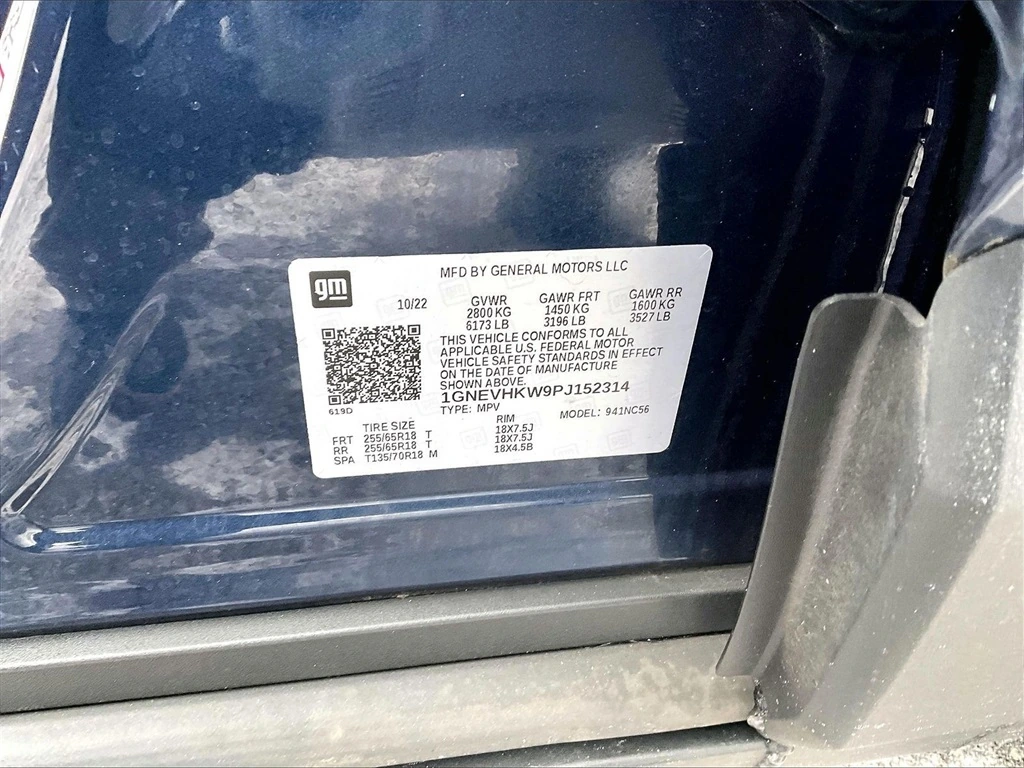 gm
MFD BY GENERAL MOTORS LLC
10/22 GVWR GAWR FRT GAWR RR
2800 KG 1450 KG 1600 KG
6173 LB 3196 LB 3527 LB
THIS VEHICLE CONFORMS TO ALL
APPLICABLE U.S. FEDERAL MOTOR
VEHICLE SAFETY STANDARDS IN EFFECT
ON THE DATE OF MANUFACTURE
SHOWN ABOVE.
619D
1GNEVHKW9PJ152314
TYPE: MPV MODEL: 941NC56
TIRE SIZE RIM
FRT 255/65R18 T 18X7.5J
RR 255/65R18 T 18X7.5J
SPA T135/70R18 M 18X4.5B